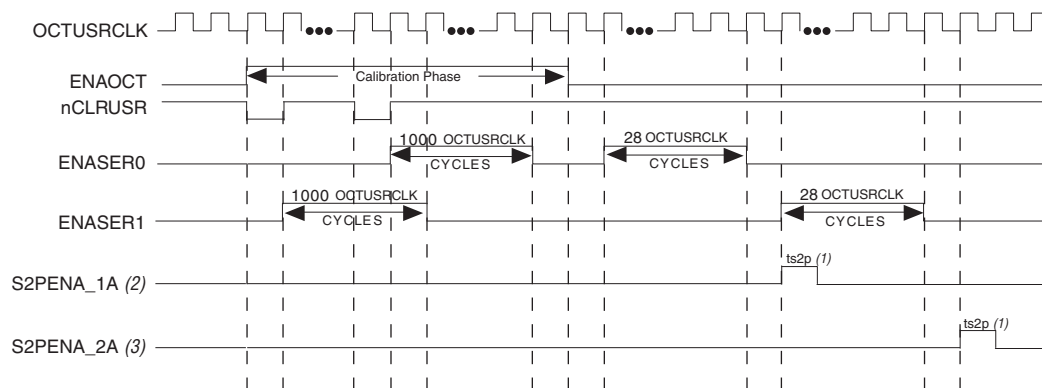 OCTUSRCLK
ENAOCT
Calibration Phase
nCLRUSR
1000 OCTUSRCLK
CYCLES
28 OCTUSRCLK
CYCLES
ENASER0
1000 OCTUSRCLK
CYCLES
28 OCTUSRCLK
CYCLES
ENASER1
ts2p (1)
S2PENA_1A (2)
ts2p (1)
S2PENA_2A (3)